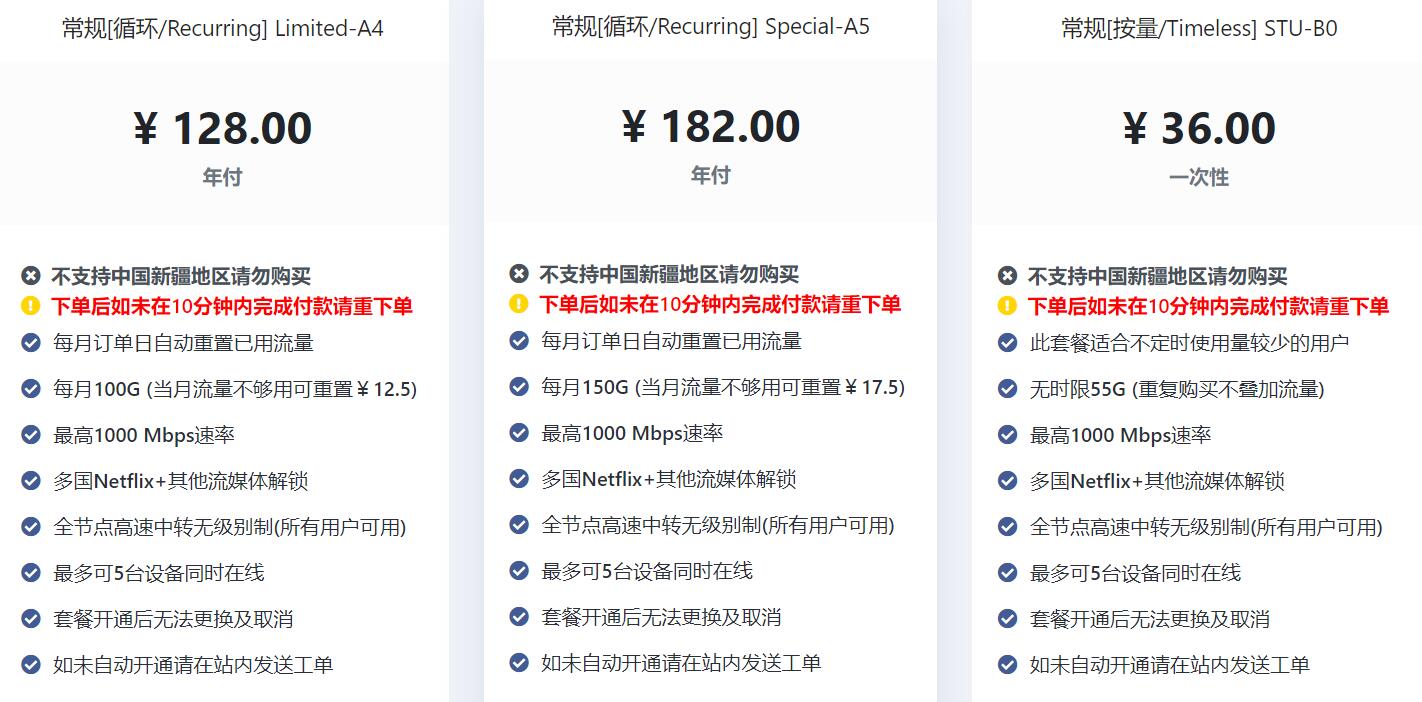 常规[循环/Recurring] Limited-A4
¥ 128.00
年付
不支持中国新疆地区请勿购买
下单后如未在10分钟内完成付款请重下单
每月订单日自动重置已用流量
每月100G (当月流量不够用可重置¥12.5)
最高1000 Mbps速率
多国Netflix+其他流媒体解锁
全节点高速中转无级别制(所有用户可用)
最多可5台设备同时在线
套餐开通后无法更换及取消
如未自动开通请在站内发送工单
常规[循环/Recurring] Special-A5
¥ 182.00
年付
不支持中国新疆地区请勿购买
下单后如未在10分钟内完成付款请重下单
每月订单日自动重置已用流量
每月150G (当月流量不够用可重置¥17.5)
最高1000 Mbps速率
多国Netflix+其他流媒体解锁
全节点高速中转无级别制(所有用户可用)
最多可5台设备同时在线
套餐开通后无法更换及取消
如未自动开通请在站内发送工单
常规[按量/Timeless] STU-B0
¥ 36.00
一次性
不支持中国新疆地区请勿购买
下单后如未在10分钟内完成付款请重下单
此套餐适合不定时使用量较少的用户
无时限55G (重复购买不叠加流量)
最高1000 Mbps速率
多国Netflix+其他流媒体解锁
全节点高速中转无级别制(所有用户可用)
最多可5台设备同时在线
套餐开通后无法更换及取消
如未自动开通请在站内发送工单